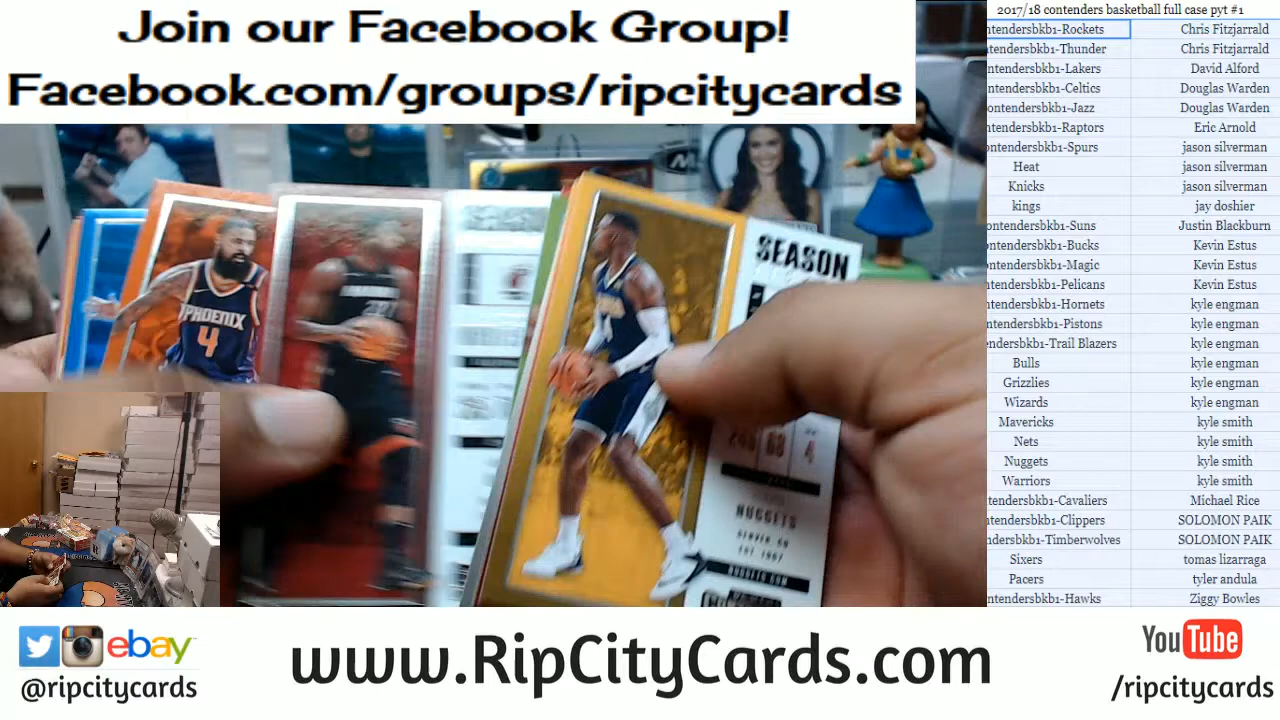 Join our Facebook Group!
Facebook.com/groups/ripcitycards
2017/18 contenders basketball full case pyt #1
ntendersbkb1-Rockets Chris Fitzjarrald
ntendersbkb1-Thunder Chris Fitzjarrald
ontendersbkb1-Lakers David Alford
ontendersbkb1-Celtics Douglas Warden
ontendersbkb1-Jazz Douglas Warden
ontendersbkb1-Raptors Eric Arnold
ontendersbkb1-Spurs jason silverman
Heat jason silverman
Knicks jason silverman
kings jay doshier
ontendersbkb1-Suns Justin Blackburn
ontendersbkb1-Bucks Kevin Estus
ontendersbkb1-Magic Kevin Estus
ontendersbkb1-Pelicans Kevin Estus
ontendersbkb1-Hornets kyle engman
ontendersbkb1-Pistons kyle engman
endersbkb1-Trail Blazers kyle engman
Bulls kyle engman
Grizzlies kyle engman
Wizards kyle engman
Mavericks kyle smith
Nets kyle smith
Nuggets kyle smith
Warriors kyle smith
ntendersbkb1-Cavaliers Michael Rice
ontendersbkb1-Clippers SOLOMON PAIK
ndersbkb1-Timberwolves SOLOMON PAIK
Sixers tomas lizarraga
Pacers tyler andula
ontendersbkb1-Hawks Ziggy Bowles
PHOENIX
4
SEASON
4
NUGGETS
ebay
@ripcitycards
www.RipCityCards.com
YouTube
/ripcitycards